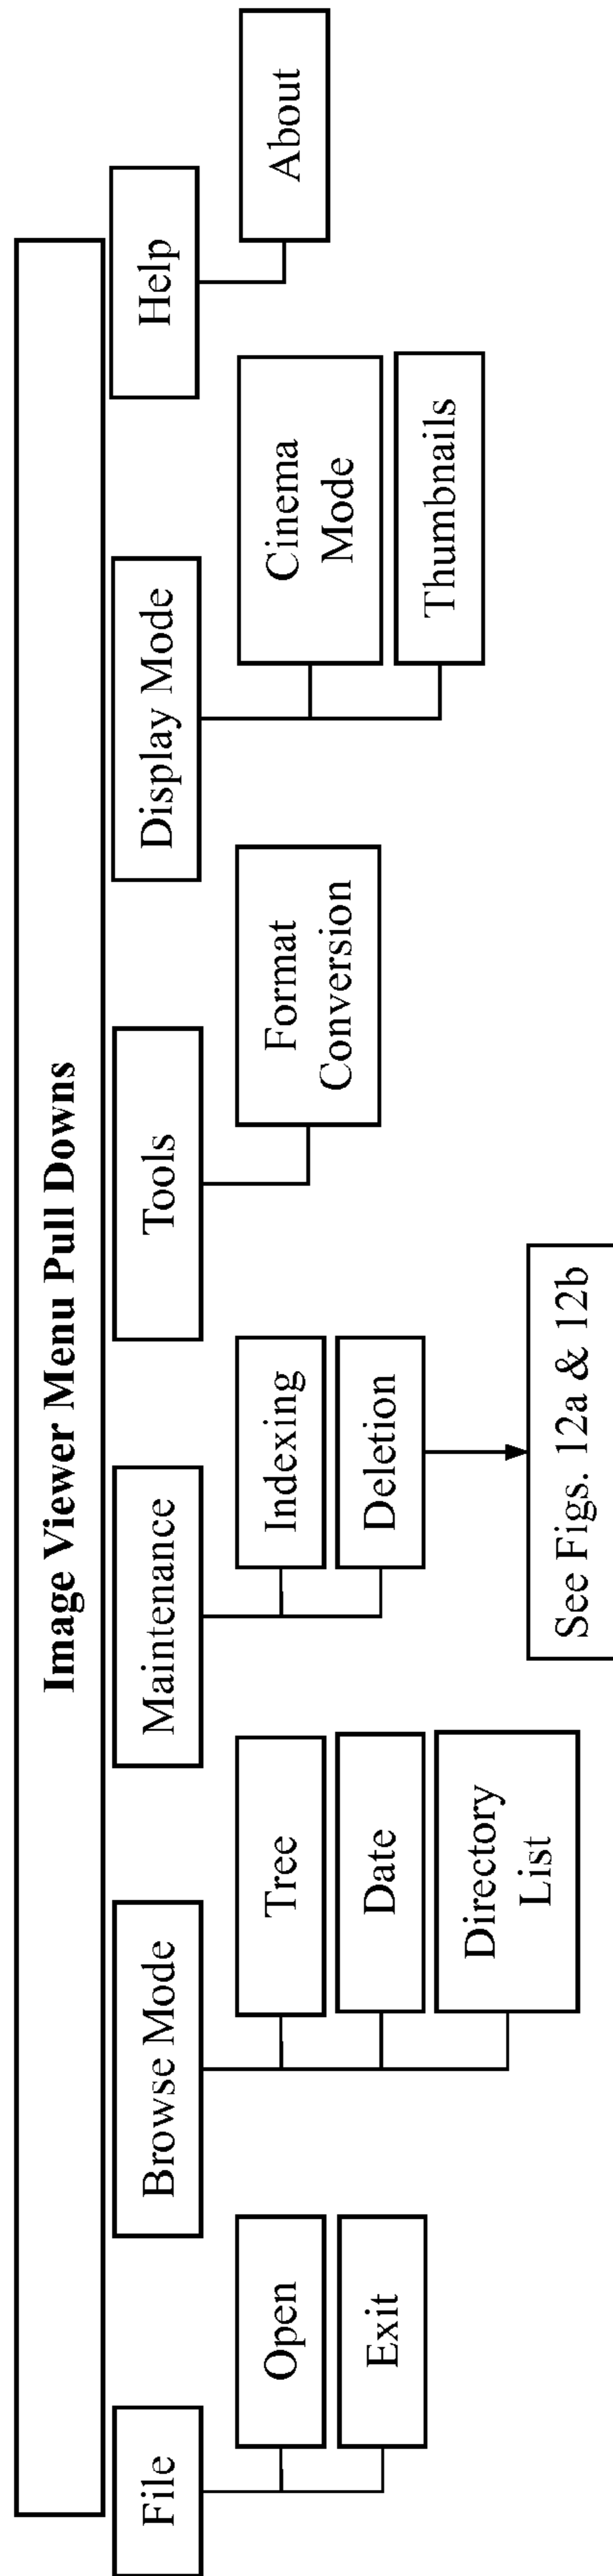 Image Viewer Menu Pull Downs
File
Open
Exit
Browse Mode
Tree
Date
Directory
List
Maintenance
Indexing
Deletion
See Figs. 12a & 12b
Tools
Format
Conversion
Display Mode
Cinema
Mode
Thumbnails
Help
About